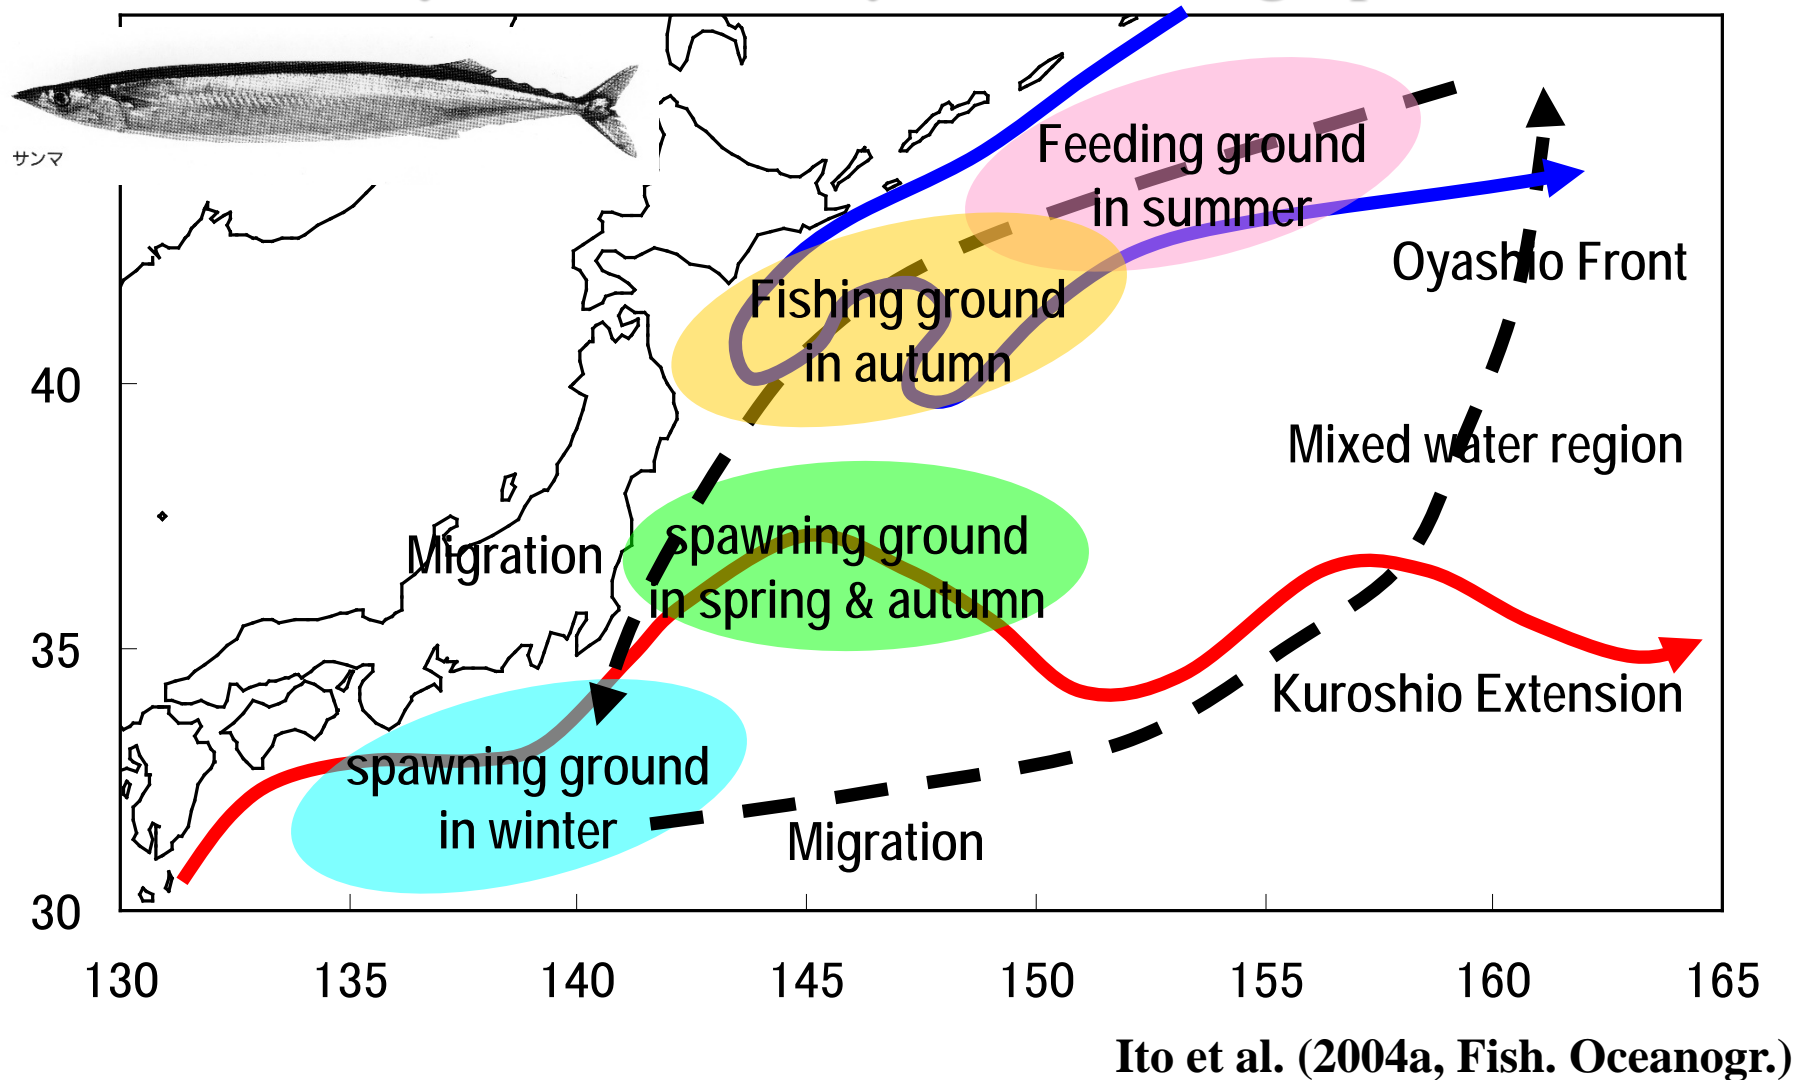 サンマ
Feeding ground
in summer
Oyashio Front
Fishing ground
in autumn
40
Mixed water region
spawning ground
in spring & autumn
Migration
35
Kuroshio Extension
spawning ground
in winter
Migration
30
130 135 140 145 150 155 160 165
Ito et al. (2004a, Fish. Oceanogr.)